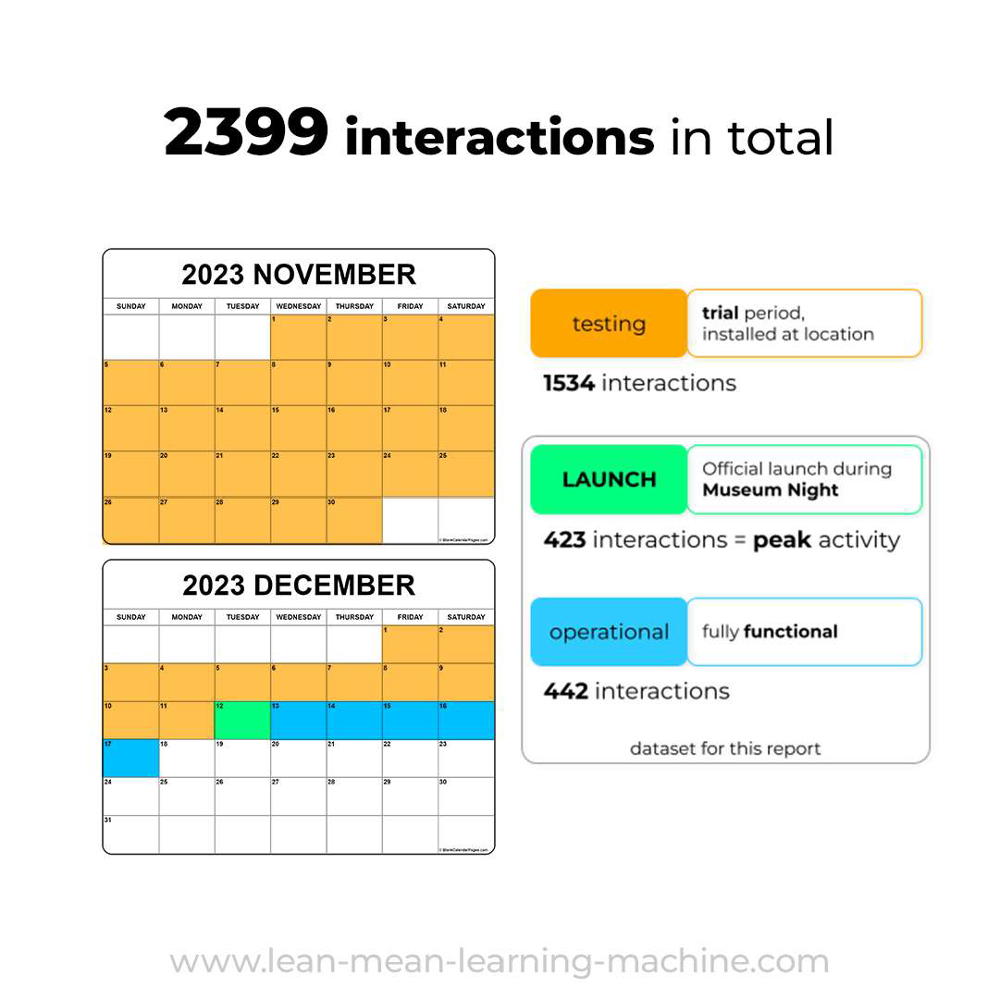 2399 interactions in total
2023 NOVEMBER
SUNDAY MONDAY TUESDAY WEDNESDAY THURSDAY FRIDAY SATURDAY
1 2 3 4
5 6 7 8 9 10 11
12 13 14 15 16 17 18
19 20 21 22 23 24 25
26 27 28 29 30
© BlankCalendarPages.com
2023 DECEMBER
SUNDAY MONDAY TUESDAY WEDNESDAY THURSDAY FRIDAY SATURDAY
1 2
3 4 5 6 7 8 9
10 11 12 13 14 15 16
17 18 19 20 21 22 23
24 25 26 27 28 29 30
31
© BlankCalendarPages.com
testing
trial period,
installed at location
1534 interactions
LAUNCH
Official launch during
Museum Night
423 interactions = peak activity
operational
fully functional
442 interactions
dataset for this report
www.lean-mean-learning-machine.com